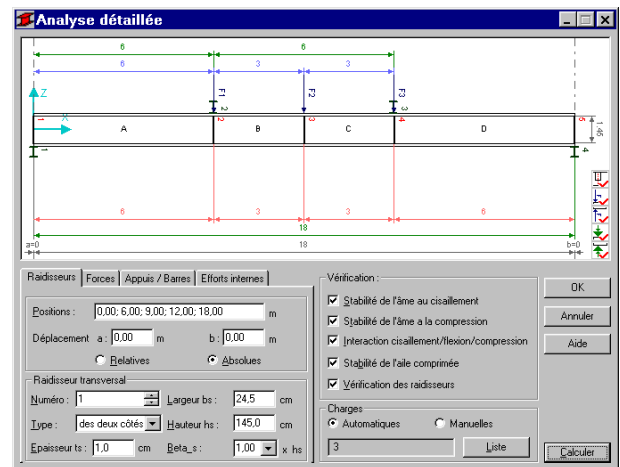 Analyse détaillée
6 6
6 3 3
Z
X
F1 F2 F3
2 3
1 2 3 4 5
A B C D
1.46
1 4
6 3 3 6
18
a=0 18 b=0
Raidisseurs Forces Appuis / Barres Efforts internes
Positions : 0,00; 6,00; 9,00; 12,00; 18,00 m
Déplacement a : 0,00 b : 0,00 m
Relatives Absolues
Raidisseur transversal
Numéro : 1 Largeur bs : 24,5 cm
Type : des deux côtés Hauteur hs : 145,0 cm
Epaisseur ts : 1,0 cm Beta_s : 1,00 x hs
Vérification :
Stabilité de l'âme au cisaillement
Stabilité de l'âme a la compression
Interaction cisaillement/flexion/compression
Stabilité de l'aile comprimée
Vérification des raidisseurs
Charges
Automatiques Manuelles
3 Liste
OK
Annuler
Aide
Calculer